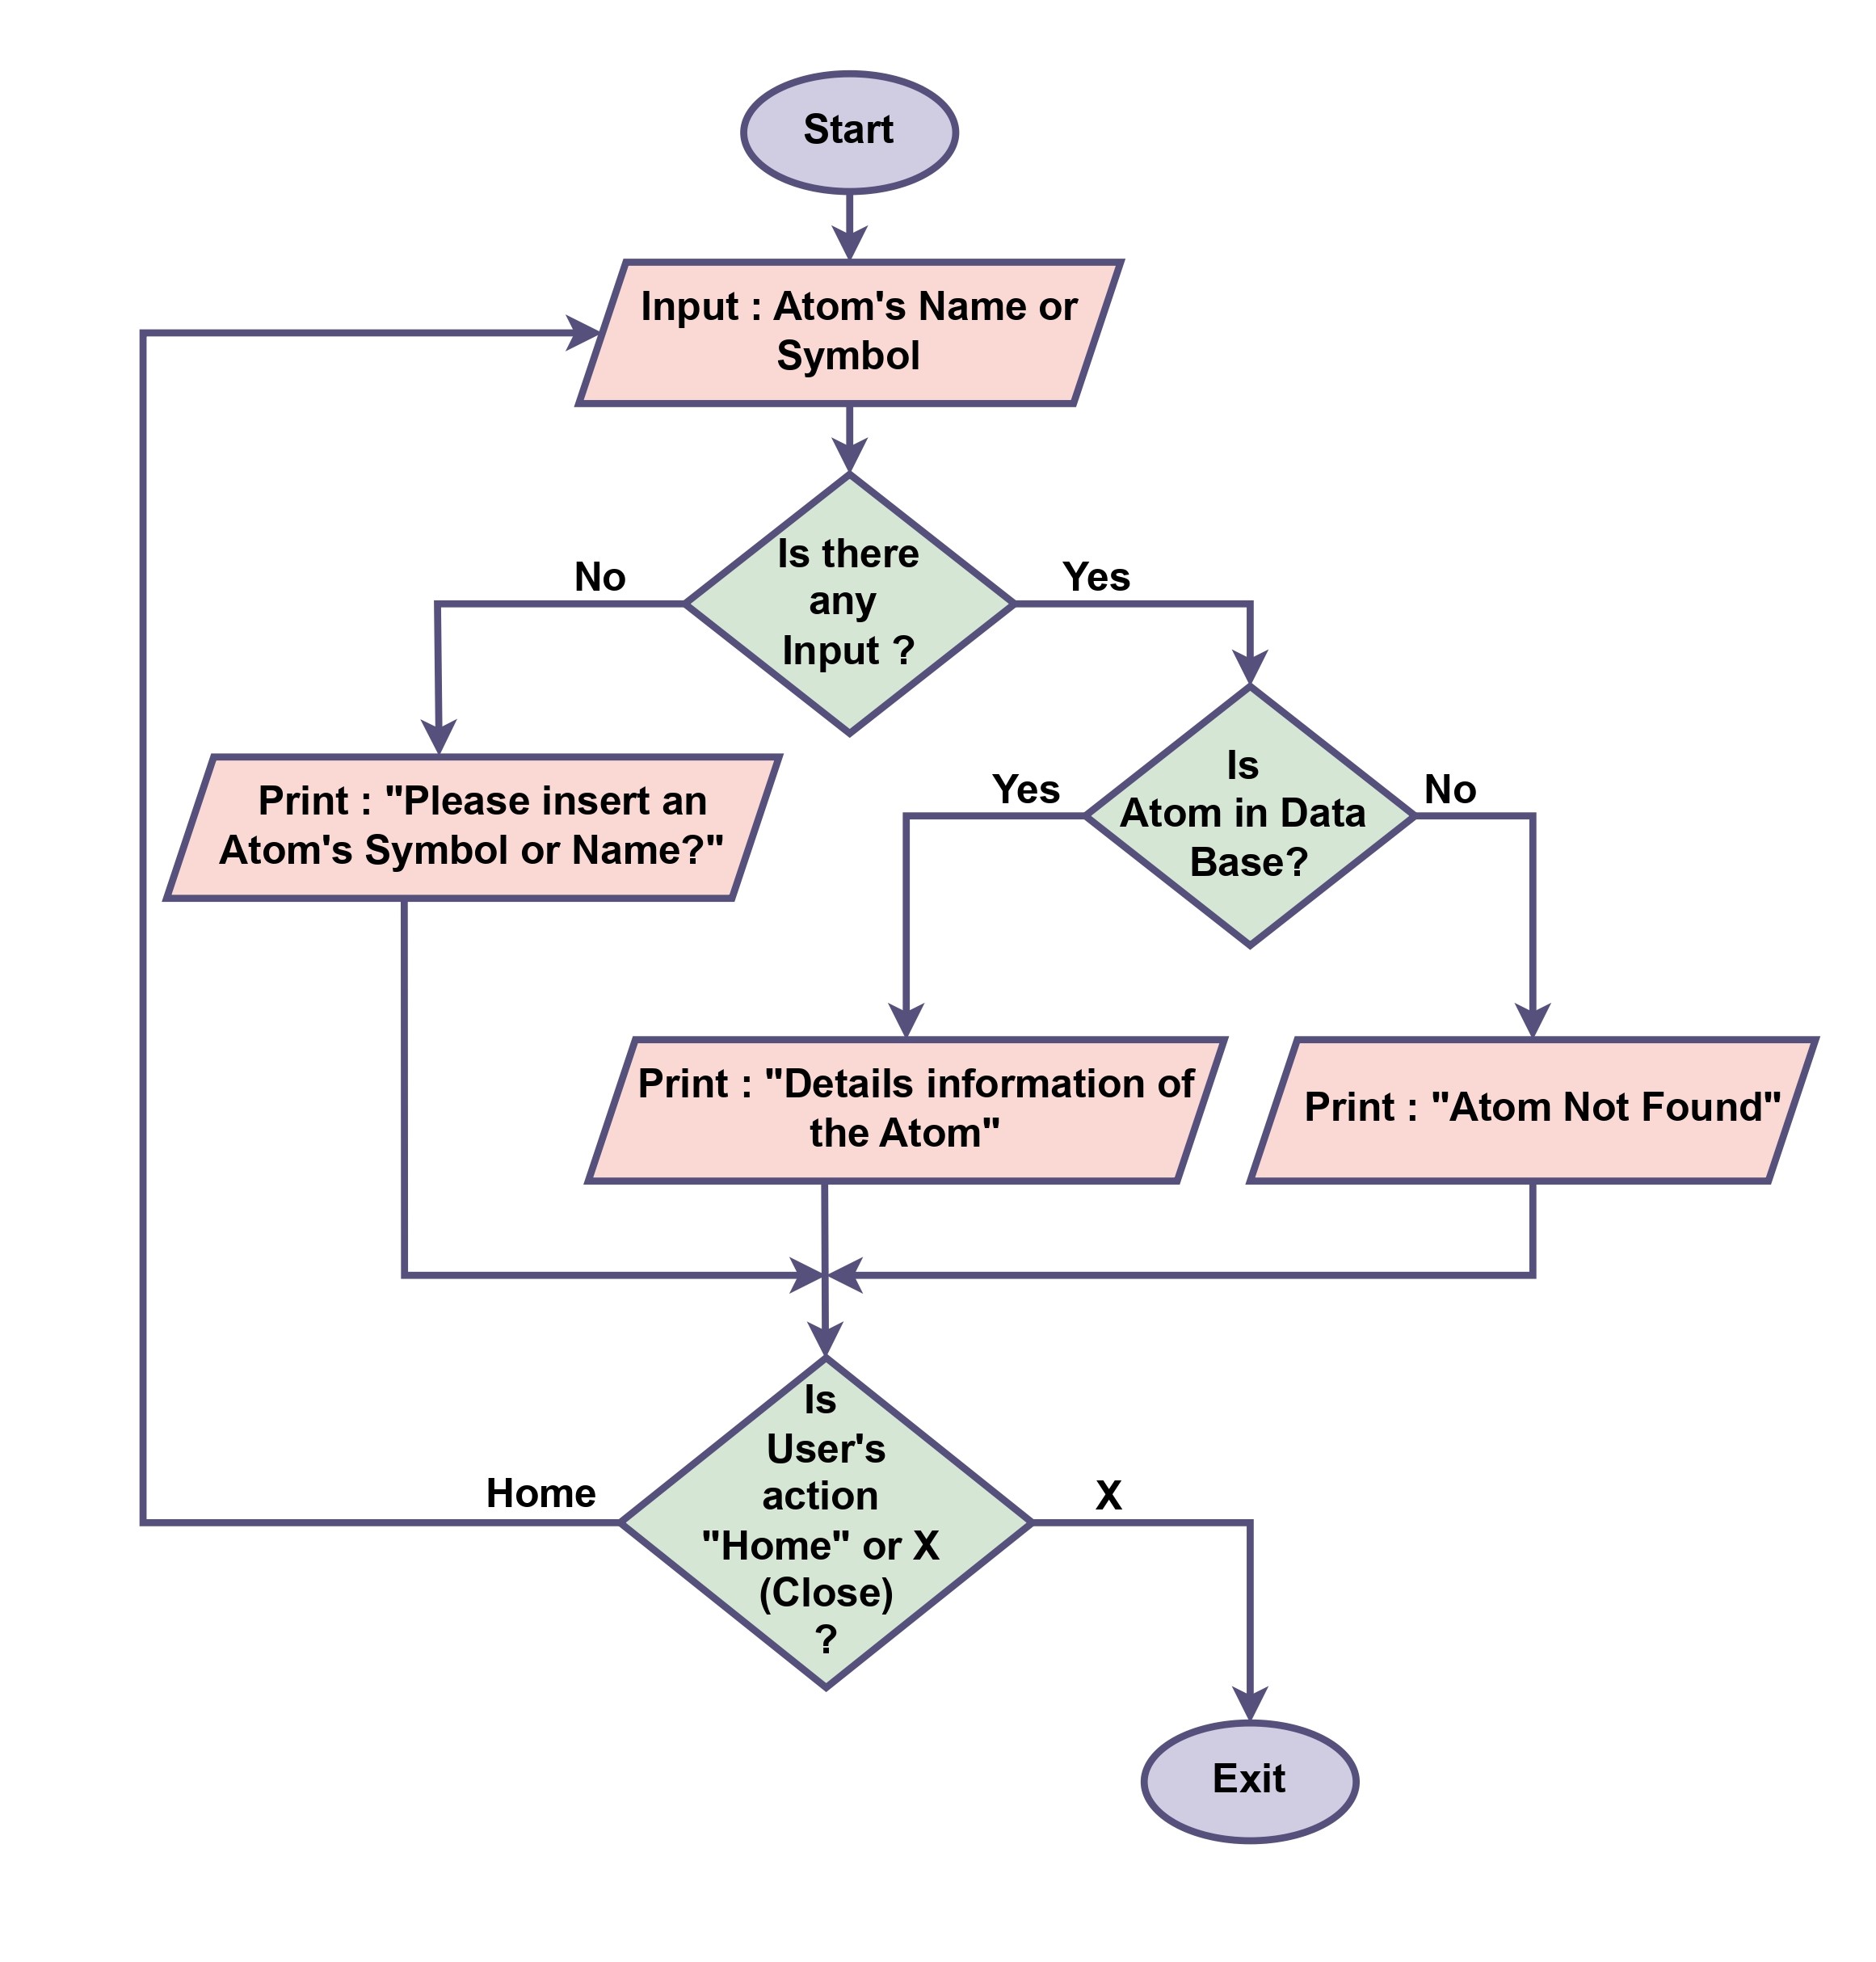 Start
Input : Atom's Name or
Symbol
Is there
any
Input ?
No
Yes
Print : "Please insert an
Atom's Symbol or Name?"
Is
Atom in Data
Base?
Yes
No
Print : "Details information of
the Atom"
Print : "Atom Not Found"
Is
User's
action
"Home" or X
(Close)
?
Home
X
Exit